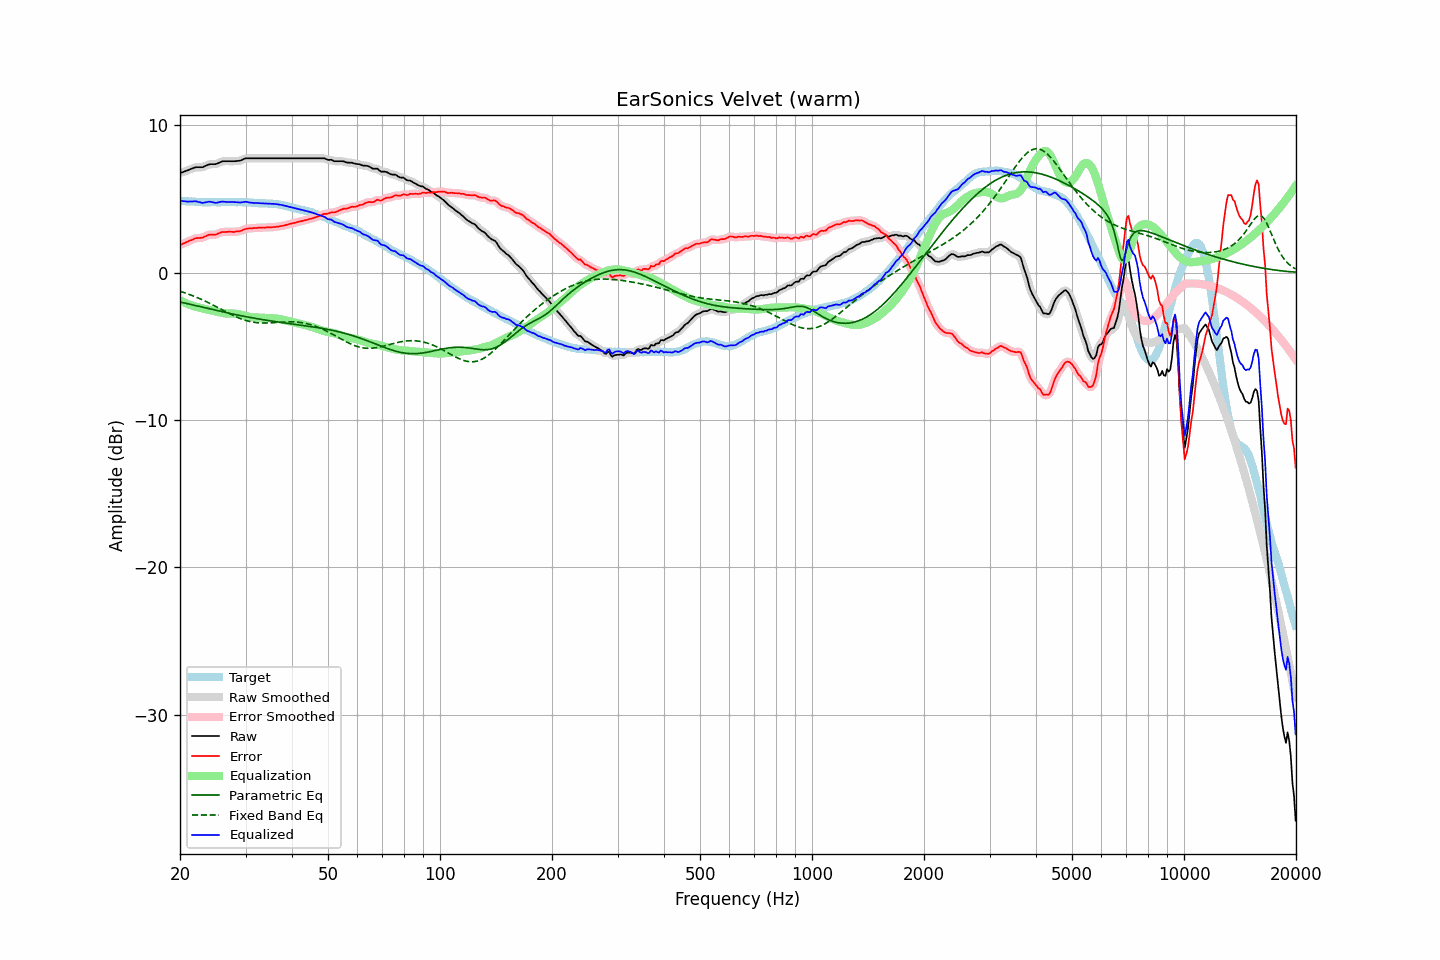 EarSonics Velvet (warm)
10
0
−10
−20
−30
Amplitude (dBr)
Target
Raw Smoothed
Error Smoothed
Raw
Error
Equalization
Parametric Eq
Fixed Band Eq
Equalized
20 50 100 200 500 1000 2000 5000 10000 20000
Frequency (Hz)